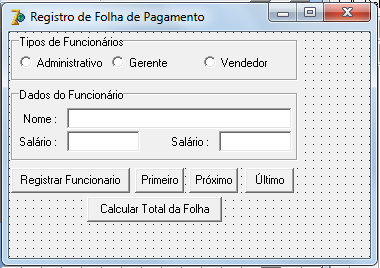 Registro de Folha de Pagamento
Tipos de Funcionários
Administrativo Gerente Vendedor
Dados do Funcionário
Nome :
Salário : Salário :
Registrar Funcionario Primeiro Próximo Último
Calcular Total da Folha